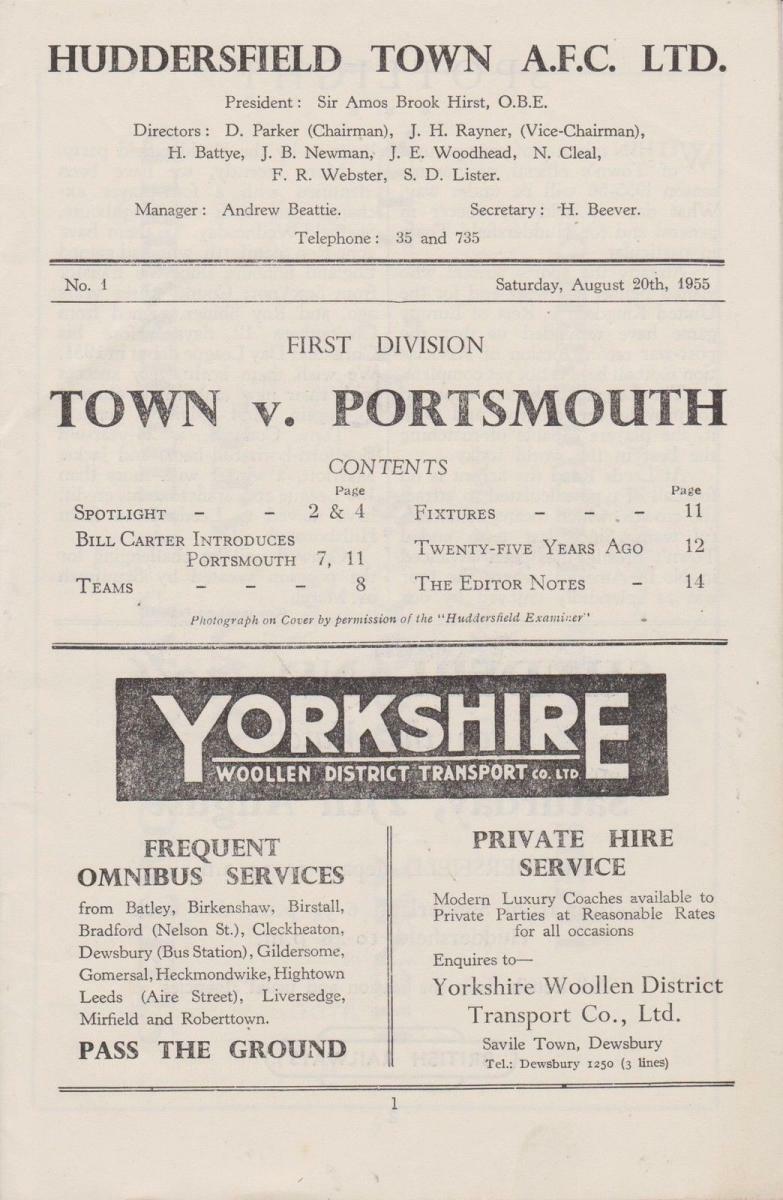 HUDDERSFIELD TOWN A.F.C. LTD.
President : Sir Amos Brook Hirst, O.B.E.
Directors : D. Parker (Chairman), J. H. Rayner, (Vice-Chairman),
H. Battye, J. B. Newman, J. E. Woodhead, N. Cleal,
F. R. Webster, S. D. Lister.
Manager : Andrew Beattie. Secretary : H. Beever.
Telephone : 35 and 735
No. 1 Saturday, August 20th, 1955
FIRST DIVISION
TOWN v. PORTSMOUTH
CONTENTS
Page
SPOTLIGHT – – 2 & 4
BILL CARTER INTRODUCES
PORTSMOUTH 7, 11
TEAMS – – – 8
Page
FIXTURES – – – 11
TWENTY-FIVE YEARS AGO 12
THE EDITOR NOTES – 14
Photograph on Cover by permission of the "Huddersfield Examiner"
YORKSHIRE
WOOLLEN DISTRICT TRANSPORT CO. LTD.
FREQUENT
OMNIBUS SERVICES
from Batley, Birkenshaw, Birstall,
Bradford (Nelson St.), Cleckheaton,
Dewsbury (Bus Station), Gildersome,
Gomersal, Heckmondwike, Hightown
Leeds (Aire Street), Liversedge,
Mirfield and Roberttown.
PASS THE GROUND
PRIVATE HIRE
SERVICE
Modern Luxury Coaches available to
Private Parties at Reasonable Rates
for all occasions
Enquires to—
Yorkshire Woollen District
Transport Co., Ltd.
Savile Town, Dewsbury
Tel.: Dewsbury 1250 (3 lines)
1